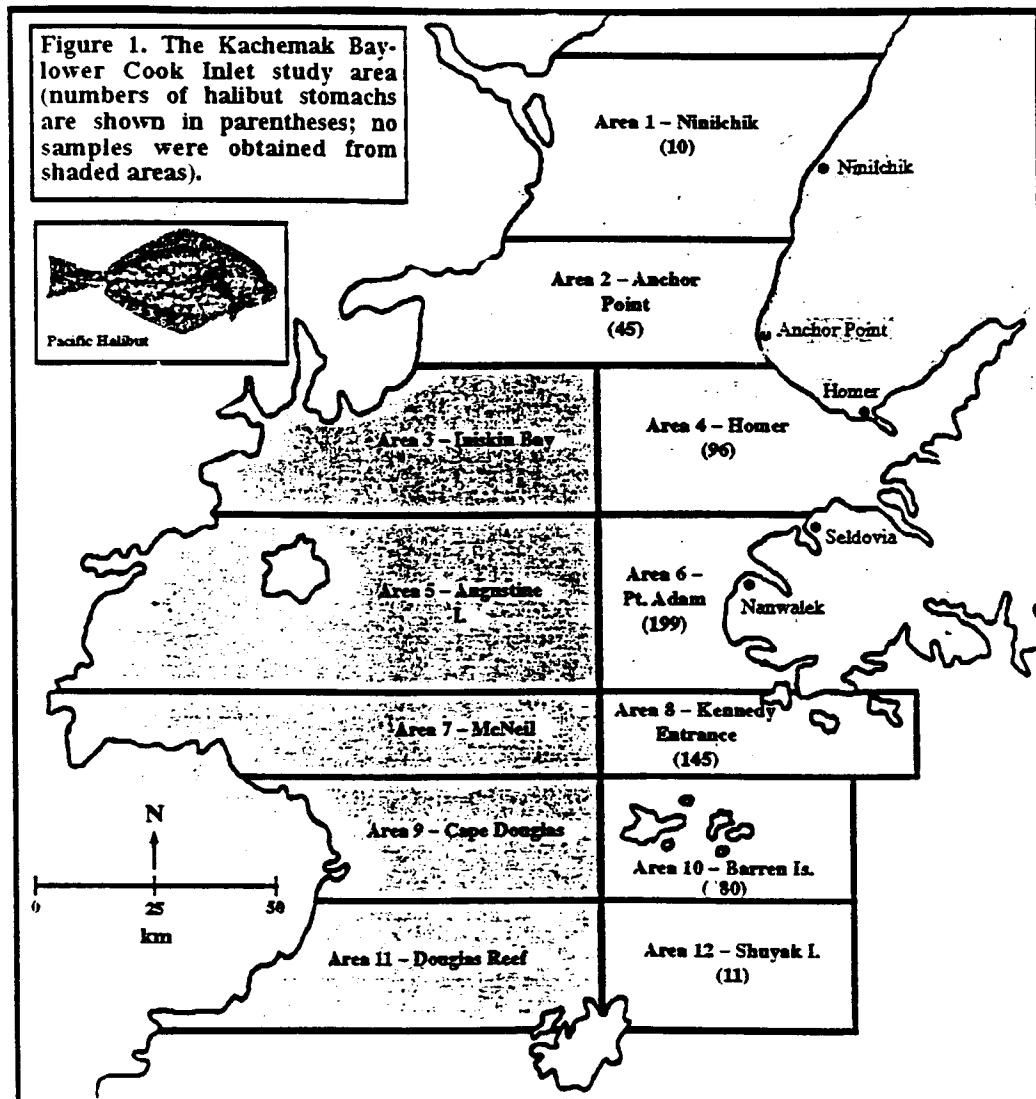 Figure 1. The Kachemak Bay-
lower Cook Inlet study area
(numbers of halibut stomachs
are shown in parentheses; no
samples were obtained from
shaded areas).
Pacific Halibut
Area 1 – Ninilchik
(10)
Ninilchik
Area 2 – Anchor
Point
(45)
Anchor Point
Homer
Area 3 – Iniskin Bay
Area 4 – Homer
(96)
Seldovia
Area 5 – Augustine
I.
Area 6 –
Pt. Adam
(199)
Nanwalek
Area 7 – McNeil
Area 8 – Kennedy
Entrance
(145)
N
0 25 50
km
Area 9 – Cape Douglas
Area 10 – Barren Is.
(80)
Area 11 – Douglas Reef
Area 12 – Shuyak I.
(11)